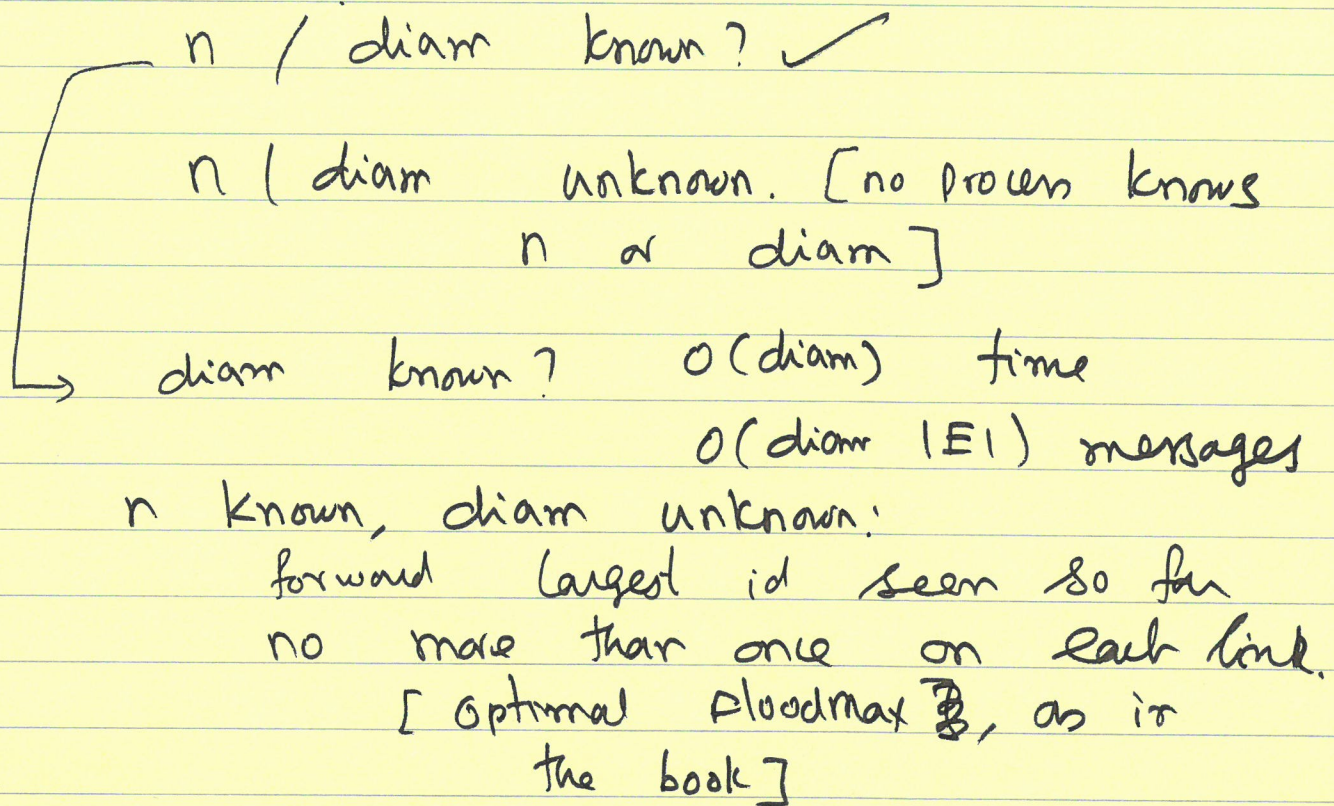 n / diam known? ✓
n / diam unknown. [no process knows
n or diam]
diam known? O(diam) time
O(diam |E|) messages
n known, diam unknown:
forward largest id seen so far
no more than once on each link.
[Optimal FloodMax, as in
the book]